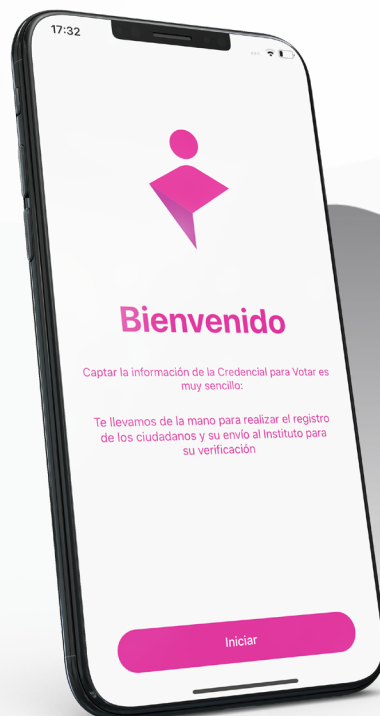 17:32
Bienvenido
Captar la información de la Credencial para Votar es
muy sencillo:
Te llevamos de la mano para realizar el registro
de los ciudadanos y su envío al Instituto para
su verificación
Iniciar